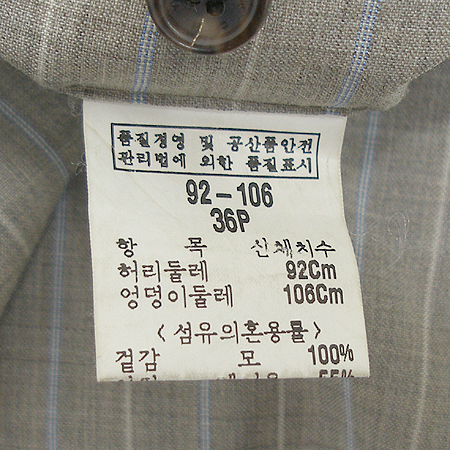 품질경영 및 공산품안전
관리법에 의한 품질표시
92-106
36P
항 목 신체치수
허리둘레 92Cm
엉덩이둘레 106Cm
<섬유의혼용률>
겉감 모 100%
55%